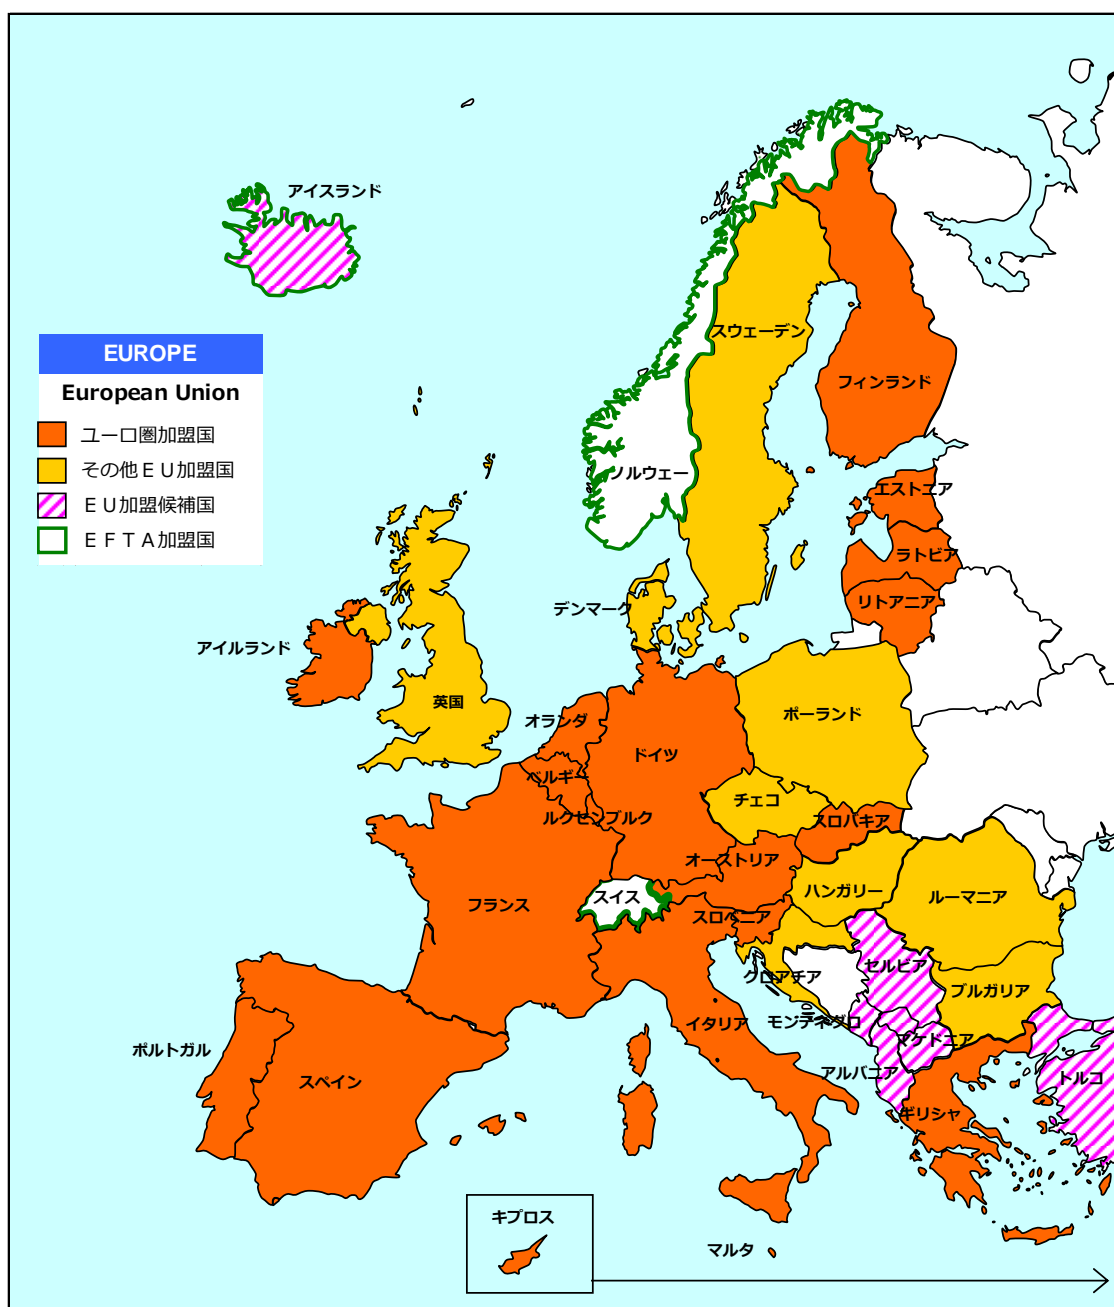 アイスランド
EUROPE
European Union
ユーロ圏加盟国
その他ＥＵ加盟国
ＥＵ加盟候補国
ＥＦＴＡ加盟国
スウェーデン
フィンランド
ノルウェー
エストニア
ラトビア
リトアニア
デンマーク
アイルランド
英国
オランダ
ポーランド
ドイツ
ベルギー
チェコ
ルクセンブルク
スロバキア
オーストリア
ハンガリー
スイス
ルーマニア
フランス
スロベニア
セルビア
クロアチア
ブルガリア
イタリア
モンテネグロ
マケドニア
ポルトガル
スペイン
アルバニア
トルコ
ギリシャ
キプロス
マルタ